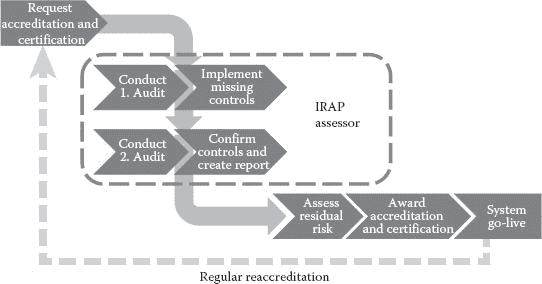 Request
accreditation and
certification
Conduct
1. Audit
Implement
missing
controls
IRAP
assessor
Conduct
2. Audit
Confirm
controls and
create report
Assess
residual
risk
Award
accreditation
and certification
System
go-live
Regular reaccreditation